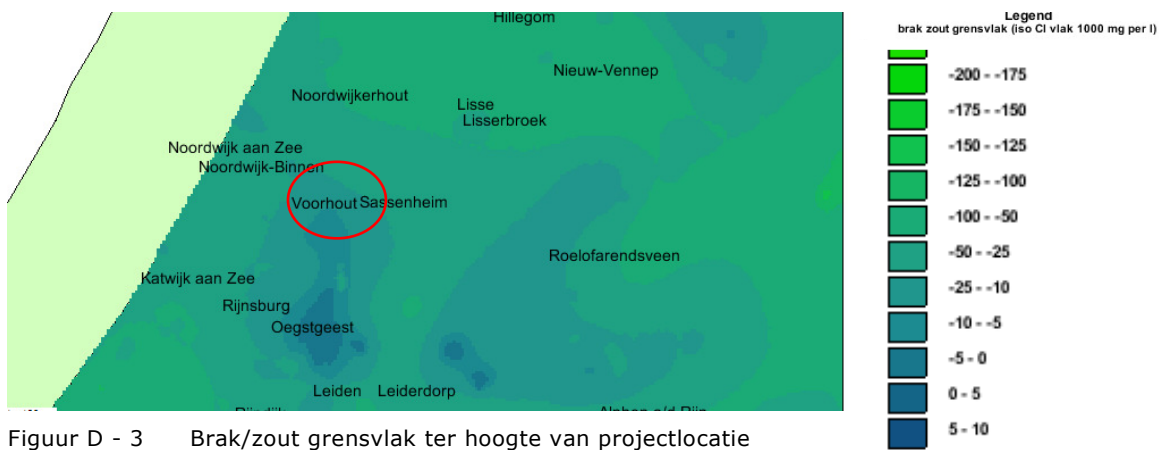 Hillegom
Nieuw-Vennep
Noordwijkerhout
Lisse
Lisserbroek
Noordwijk aan Zee
Noordwijk-Binnen
Voorhout Sassenheim
Roelofarendsveen
Katwijk aan Zee
Rijnsburg
Oegstgeest
Leiden Leiderdorp
Legend
brak zout grensvlak (iso Cl vlak 1000 mg per l)
-200 - -175
-175 - -150
-150 - -125
-125 - -100
-100 - -50
-50 - -25
-25 - -10
-10 - -5
-5 - 0
0 - 5
5 - 10
Figuur D - 3 Brak/zout grensvlak ter hoogte van projectlocatie